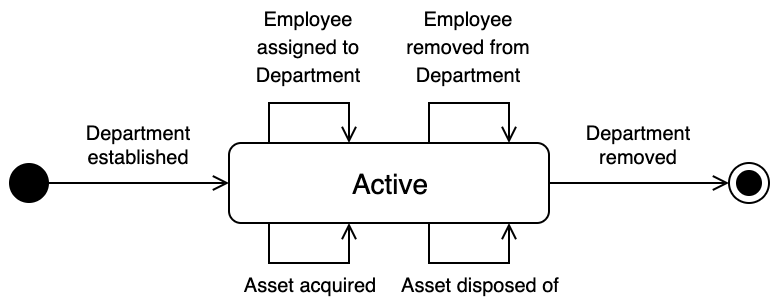 Employee
assigned to
Department
Employee
removed from
Department
Department
established
Active
Department
removed
Asset acquired
Asset disposed of